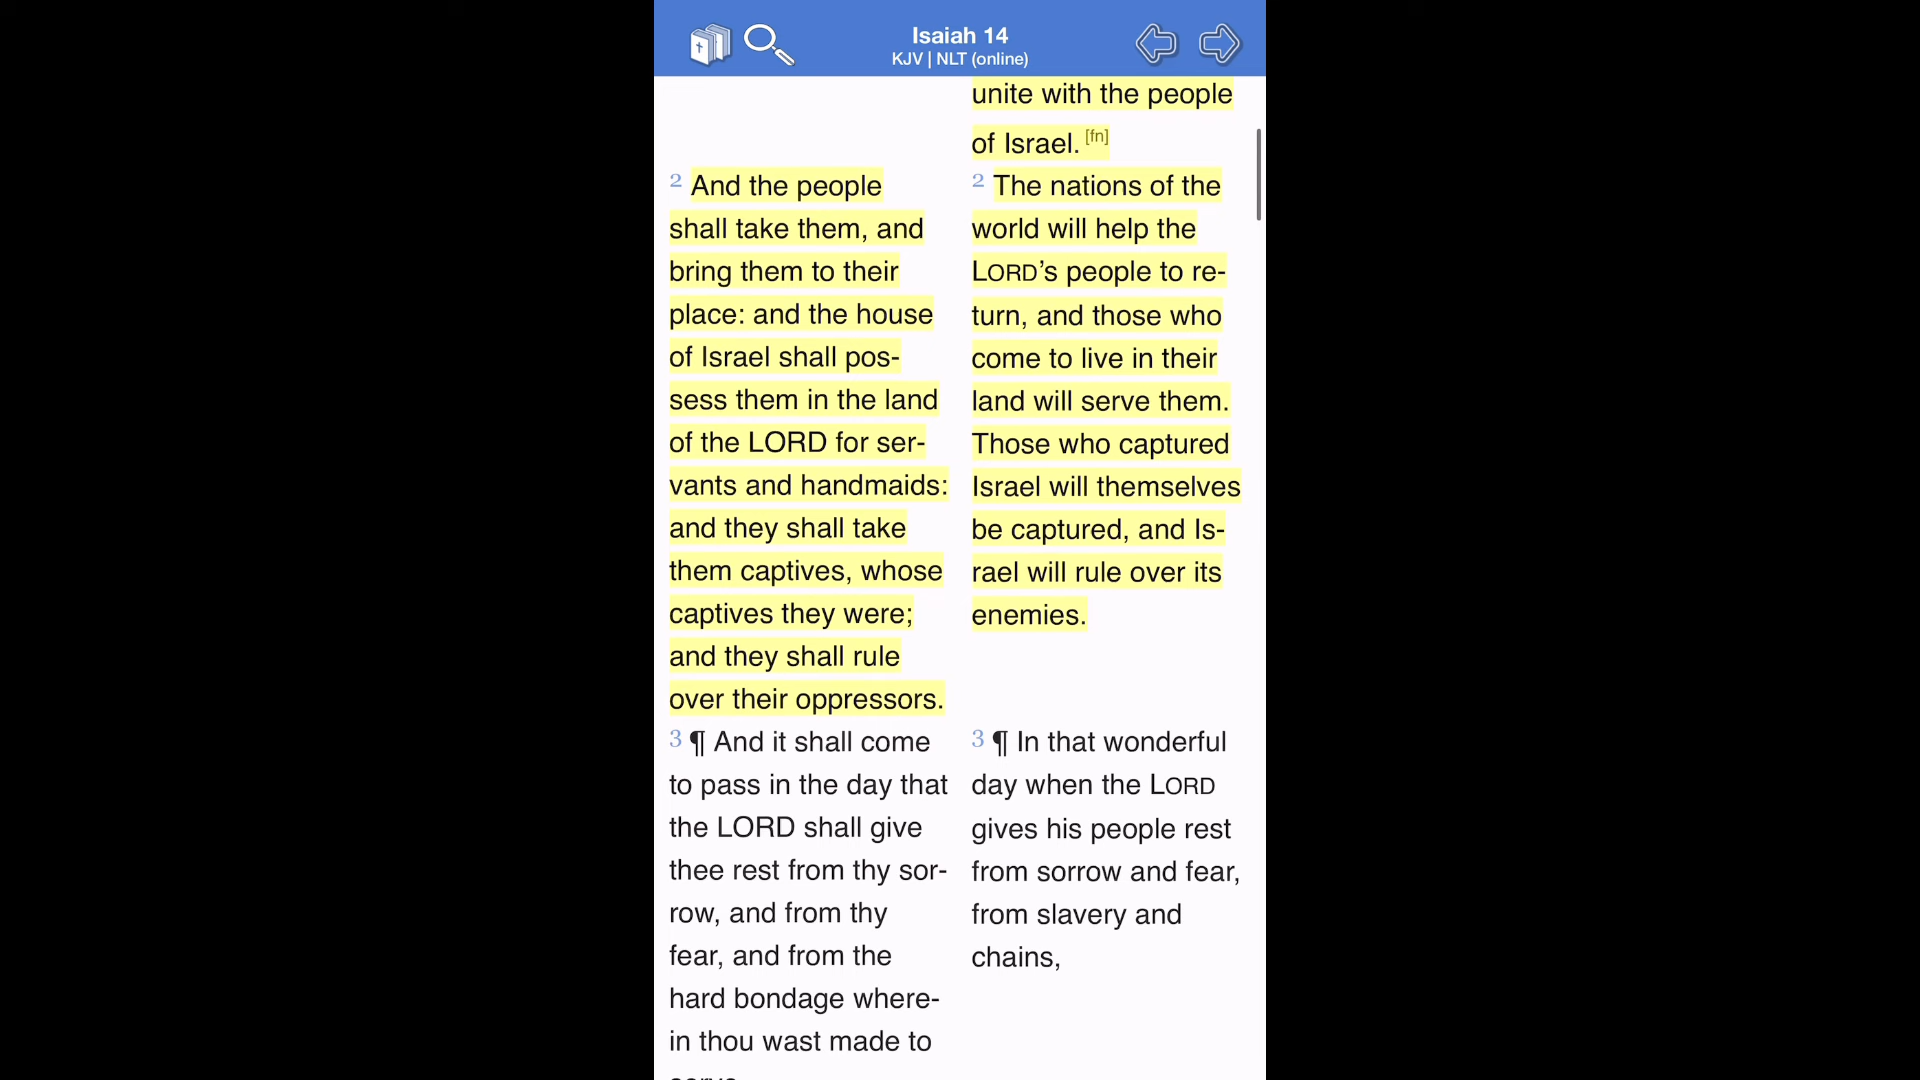 Isaiah 14
KJV | NLT (online)
unite with the people
of Israel. [fn]
2 And the people
shall take them, and
bring them to their
place: and the house
of Israel shall pos-
sess them in the land
of the LORD for ser-
vants and handmaids:
and they shall take
them captives, whose
captives they were;
and they shall rule
over their oppressors.
3 ¶ And it shall come
to pass in the day that
the LORD shall give
thee rest from thy sor-
row, and from thy
fear, and from the
hard bondage where-
in thou wast made to
2 The nations of the
world will help the
LORD’s people to re-
turn, and those who
come to live in their
land will serve them.
Those who captured
Israel will themselves
be captured, and Is-
rael will rule over its
enemies.
3 ¶ In that wonderful
day when the LORD
gives his people rest
from sorrow and fear,
from slavery and
chains,